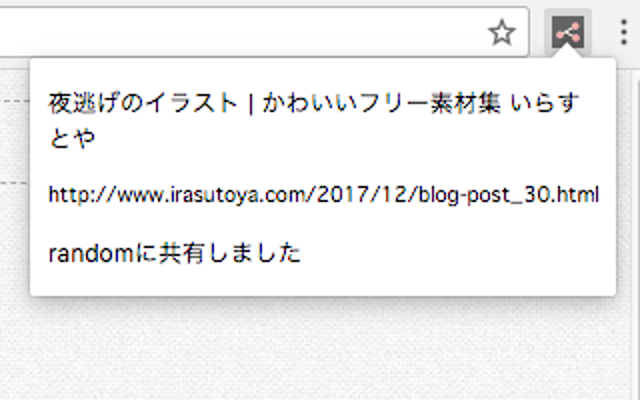 夜逃げのイラスト | かわいいフリー素材集 いらす
とや
http://www.irasutoya.com/2017/12/blog-post_30.html
randomに共有しました